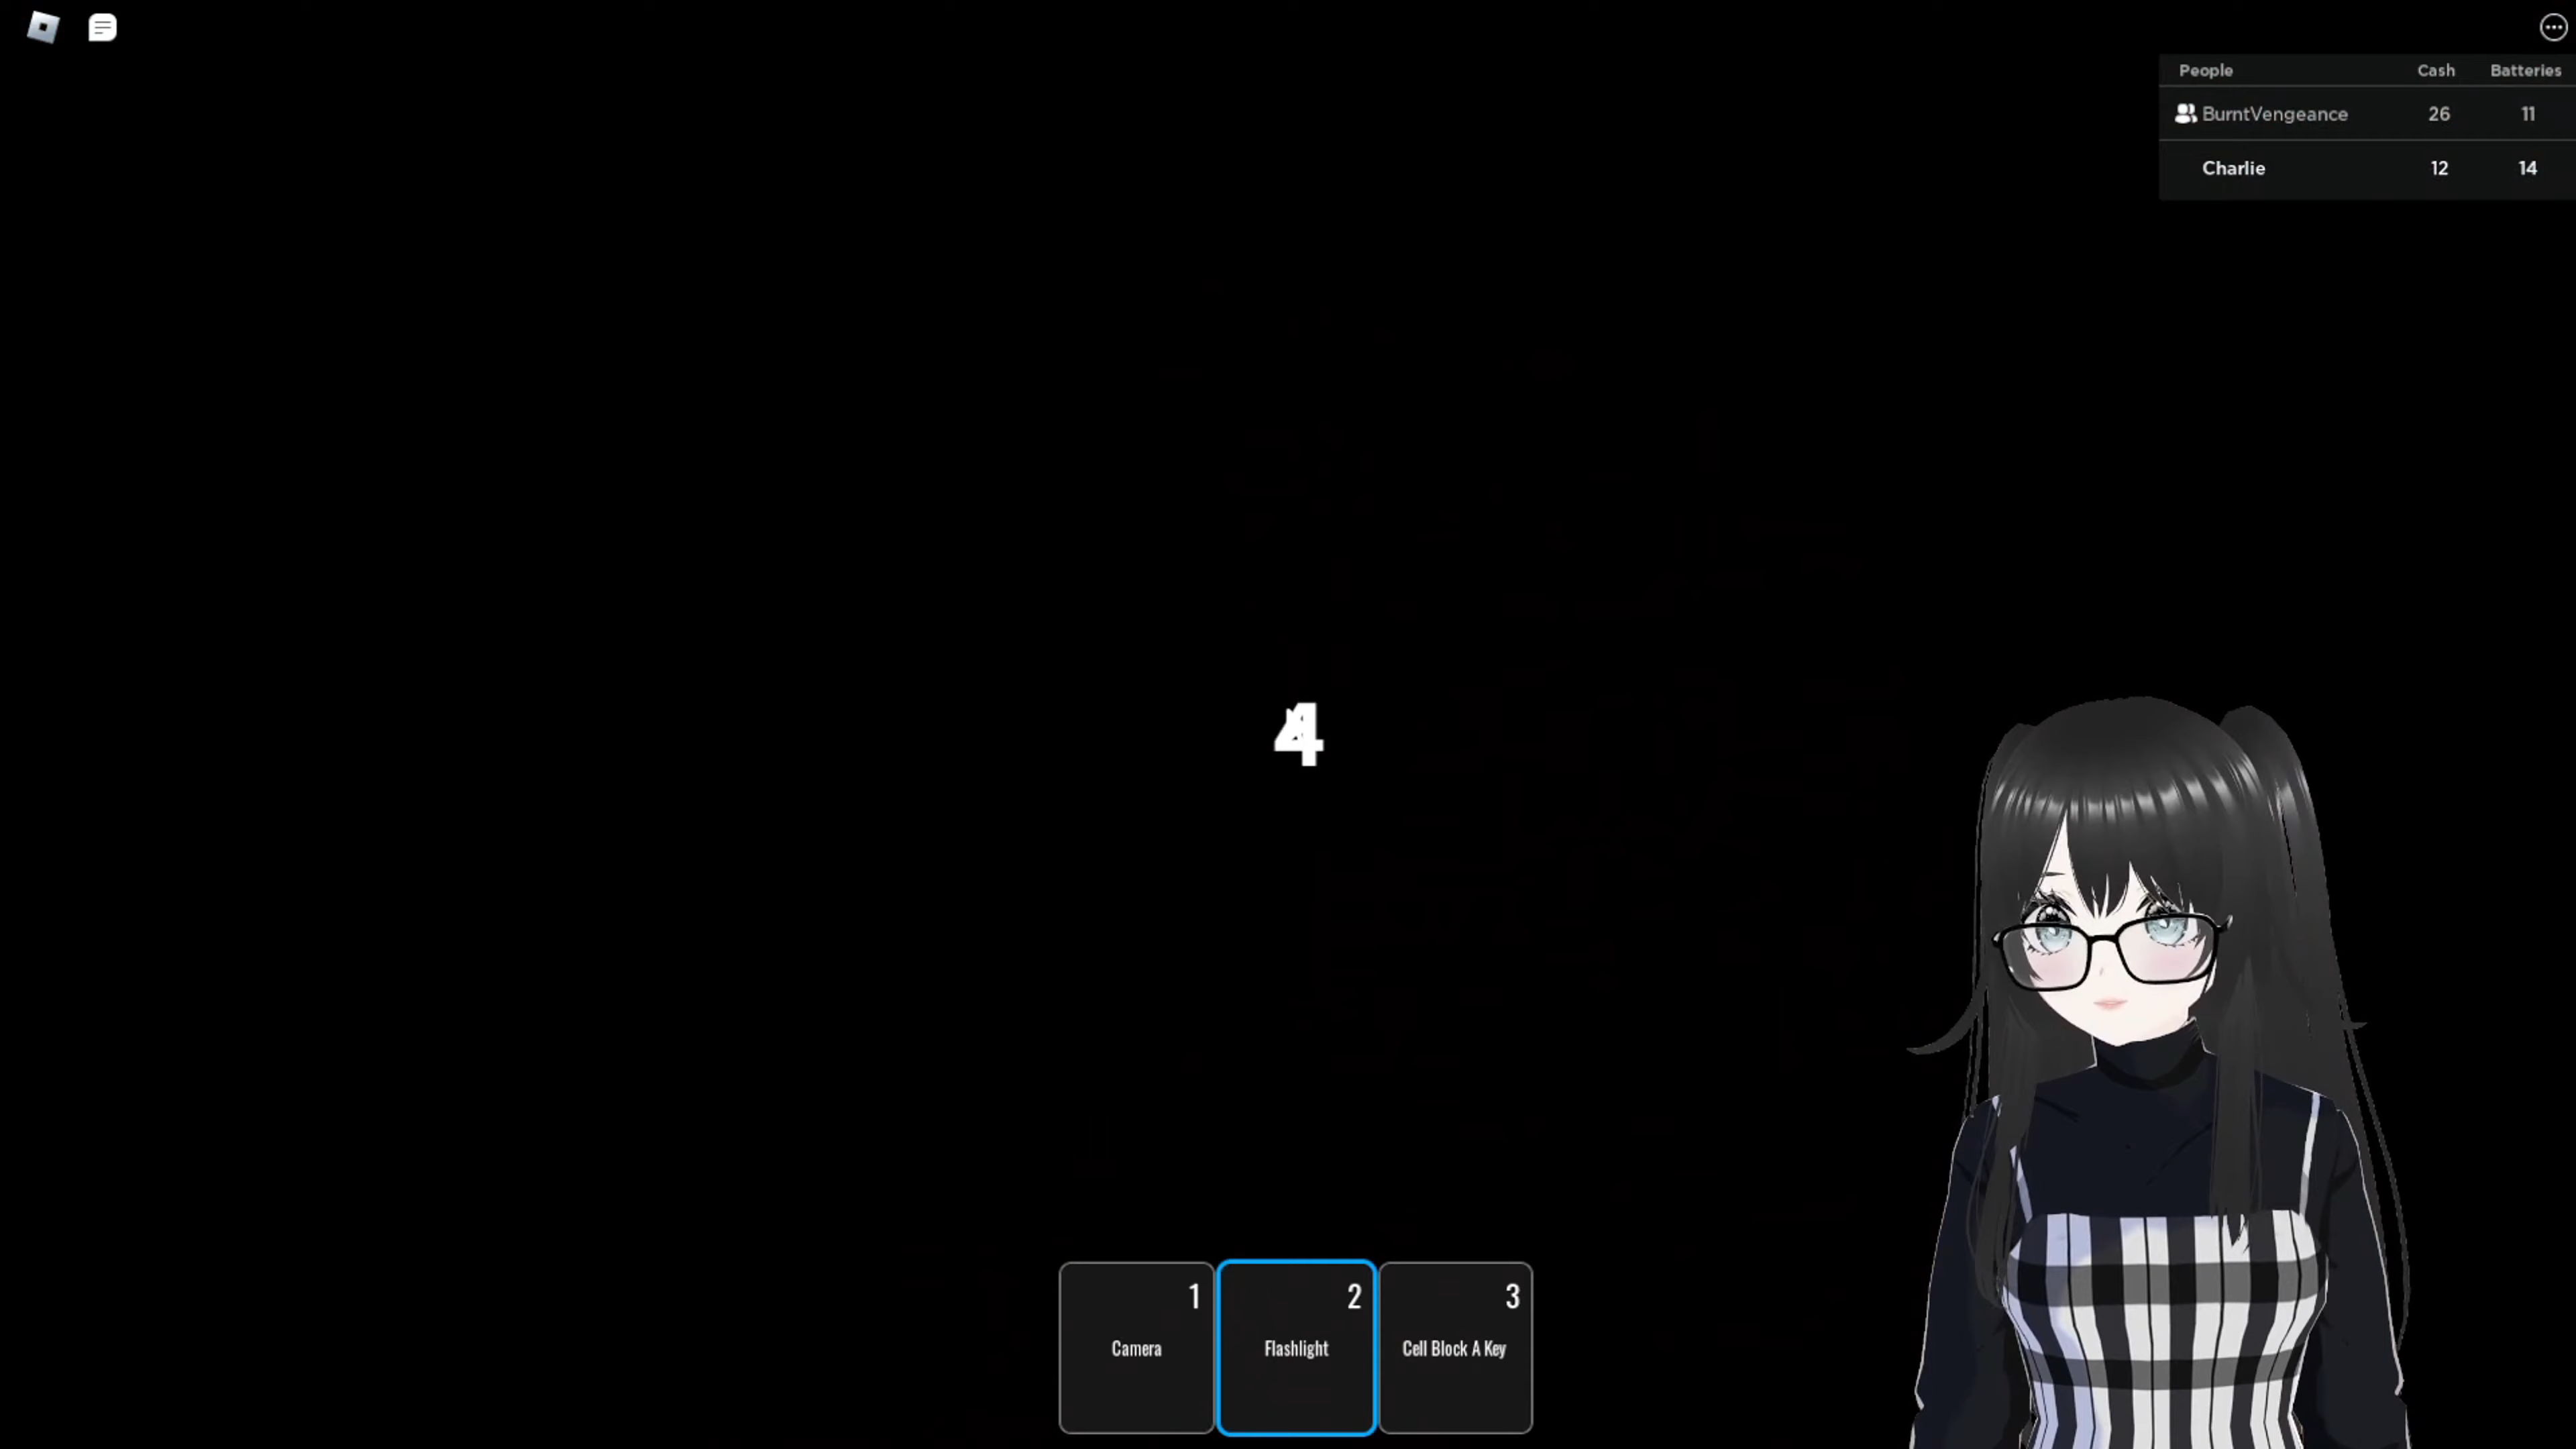 People Cash Batteries
BurntVengeance 26 11
Charlie 12 14
4
1 2 3
Camera Flashlight Cell Block A Key